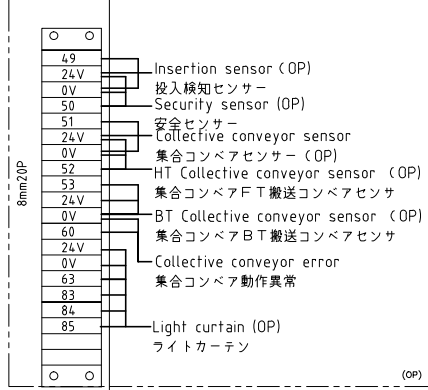 8mm20P
49
24V
0V
50
51
24V
0V
52
53
24V
0V
60
24V
0V
63
83
84
85
Insertion sensor (OP)
投入検知センサー
Security sensor (OP)
安全センサー
Collective conveyor sensor
集合コンベアセンサー(OP)
HT Collective conveyor sensor (OP)
集合コンベアFT搬送コンベアセンサ
BT Collective conveyor sensor (OP)
集合コンベアBT搬送コンベアセンサ
Collective conveyor error
集合コンベア動作異常
Light curtain (OP)
ライトカーテン
(OP)